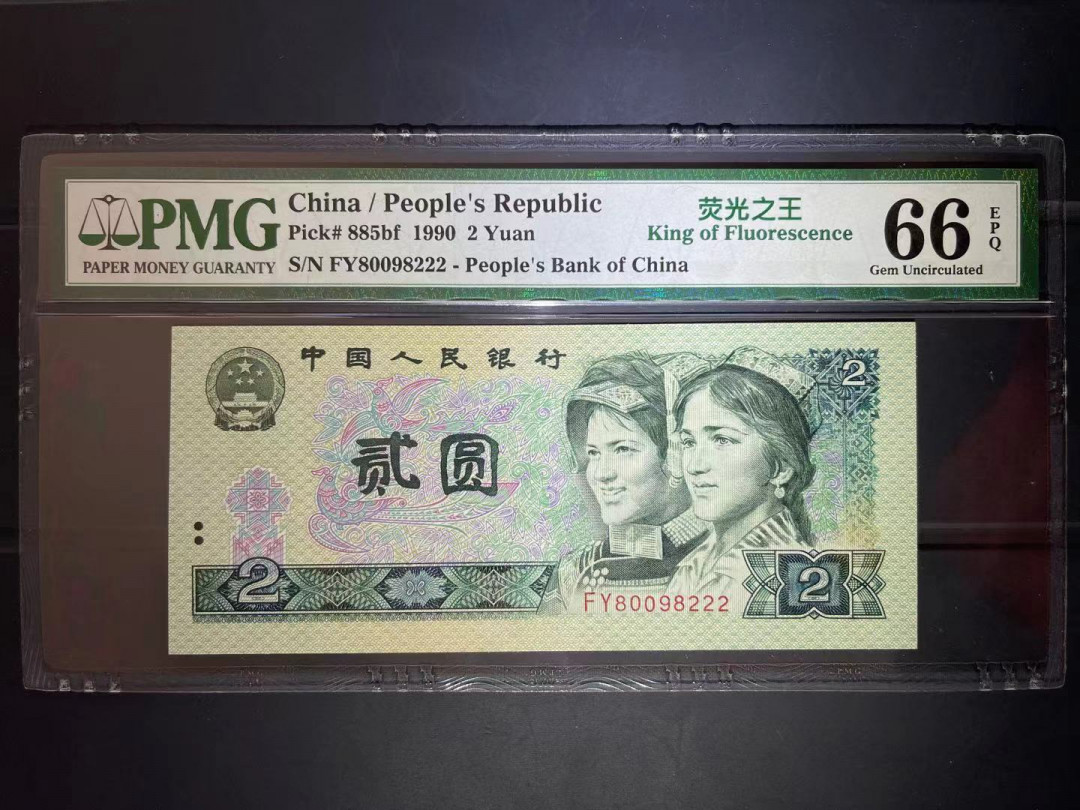 PMG
PAPER MONEY GUARANTY
China / People's Republic
Pick# 885bf 1990 2 Yuan
S/N FY80098222 - People's Bank of China
荧光之王
King of Fluorescence
66
EPQ
Gem Uncirculated
中国人民银行
2
贰圆
2
FY80098222
2
PMG